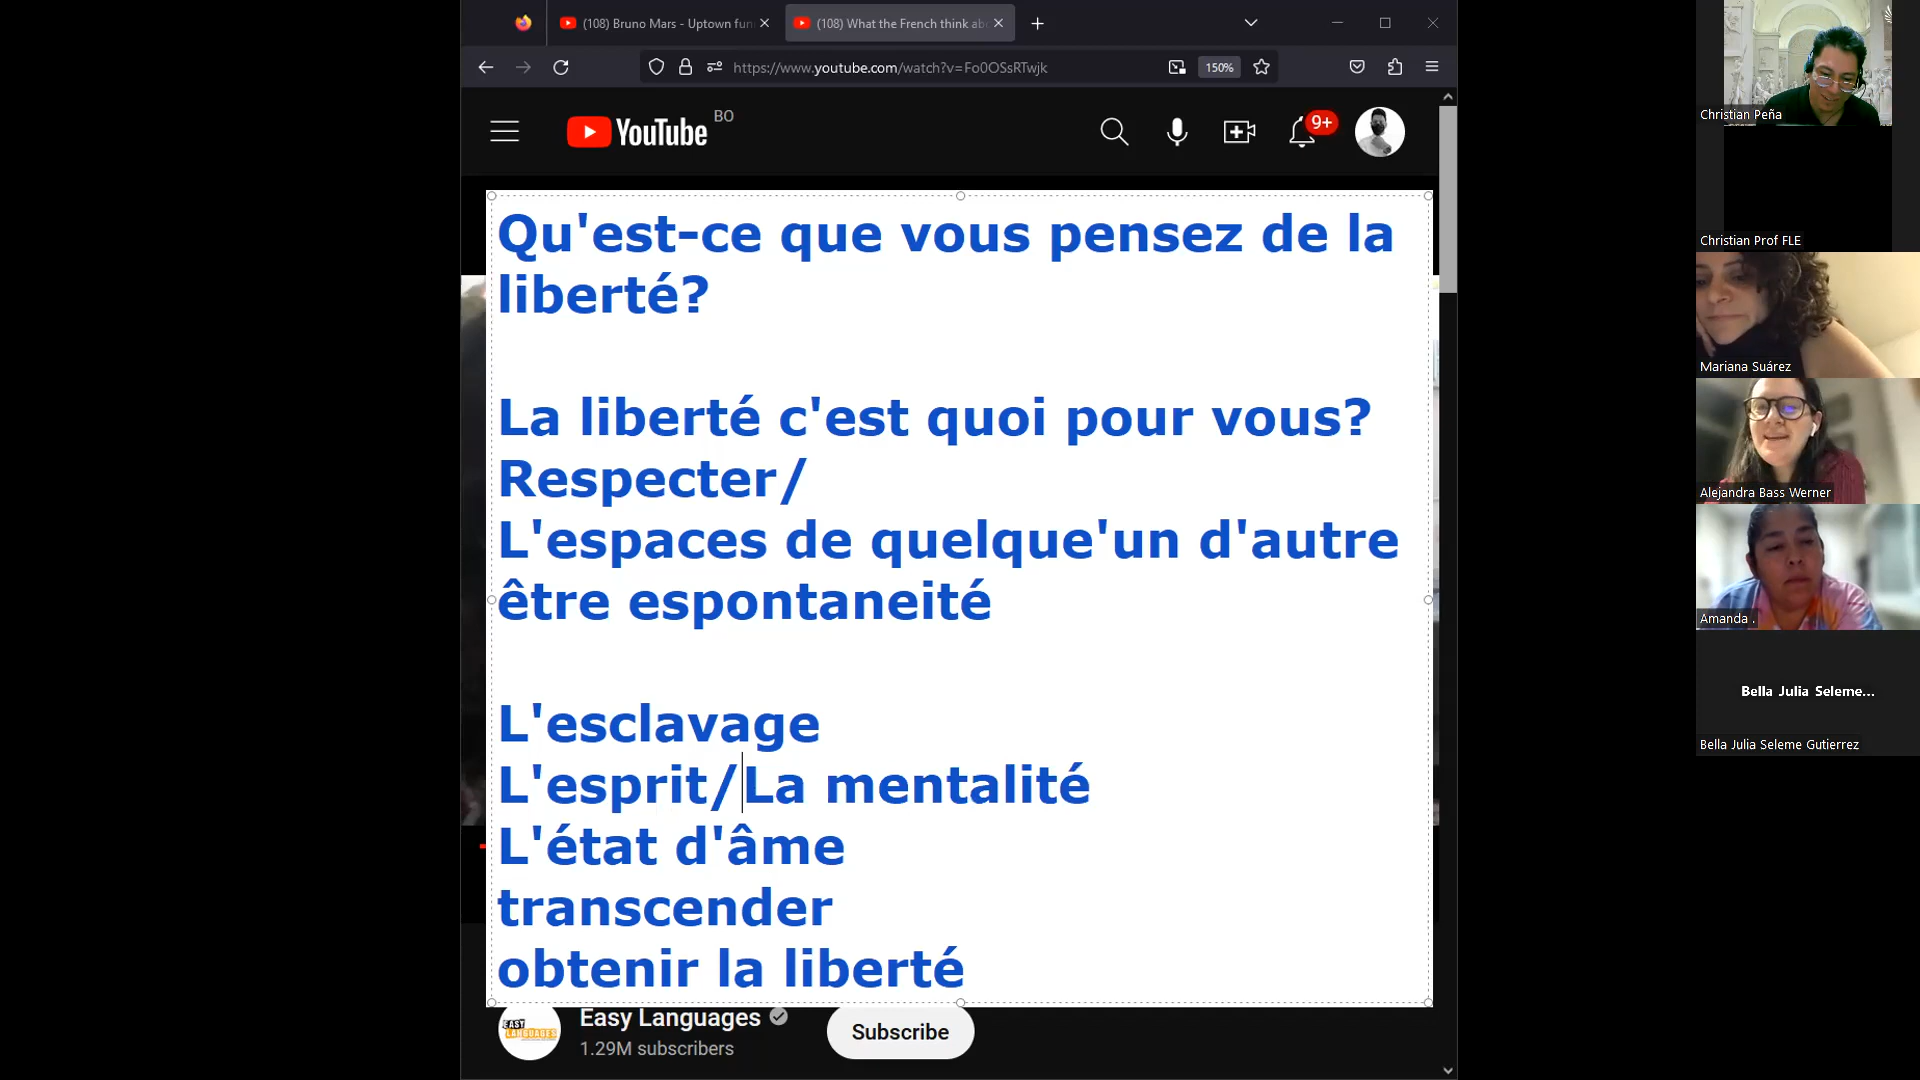 (108) Bruno Mars - Uptown fun
(108) What the French think abo
https://www.youtube.com/watch?v=Fo0OSsRTwjk
150%
YouTube
BO
9+
Qu'est-ce que vous pensez de la
liberté?
La liberté c'est quoi pour vous?
Respecter/
L'espaces de quelque'un d'autre
être espontaneité
L'esclavage
L'esprit/La mentalité
L'état d'âme
transcender
obtenir la liberté
EASY
LANGUAGES
Easy Languages
1.29M subscribers
Subscribe
Christian Peña
Christian Prof FLE
Mariana Suárez
Alejandra Bass Werner
Amanda .
Bella Julia Seleme...
Bella Julia Seleme Gutierrez